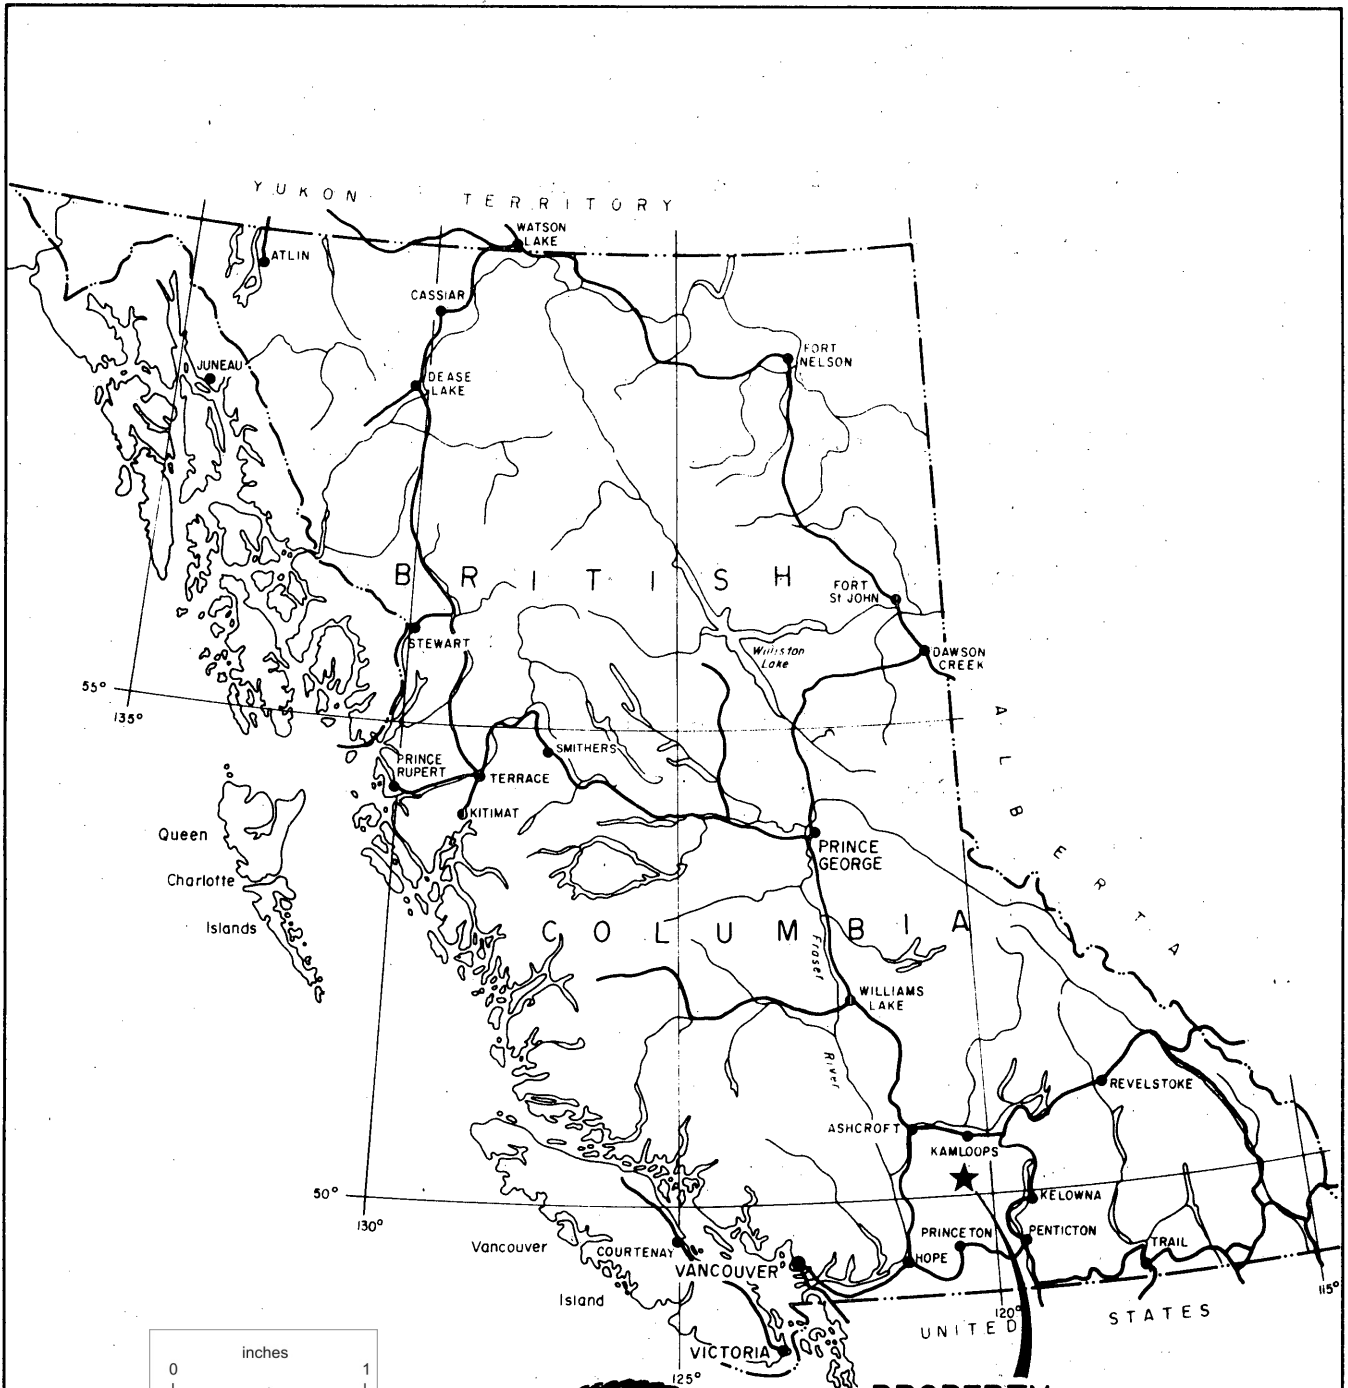 YUKON TERRITORY
WATSON
LAKE
ATLIN
CASSIAR
JUNEAU
DEASE
LAKE
FORT
NELSON
BRITISH
FORT
St JOHN
STEWART
Williston
Lake
DAWSON
CREEK
55°
135°
ALBERTA
SMITHERS
PRINCE
RUPERT
TERRACE
KITIMAT
Queen
Charlotte
Islands
PRINCE
GEORGE
COLUMBIA
Fraser
River
WILLIAMS
LAKE
REVELSTOKE
ASHCROFT
KAMLOOPS
50°
130°
KELOWNA
Vancouver
Island
COURTENAY
VANCOUVER
PRINCETON
PENTICTON
HOPE
TRAIL
115°
120°
UNITED STATES
VICTORIA
125°
inches
0 1
PROPERTY